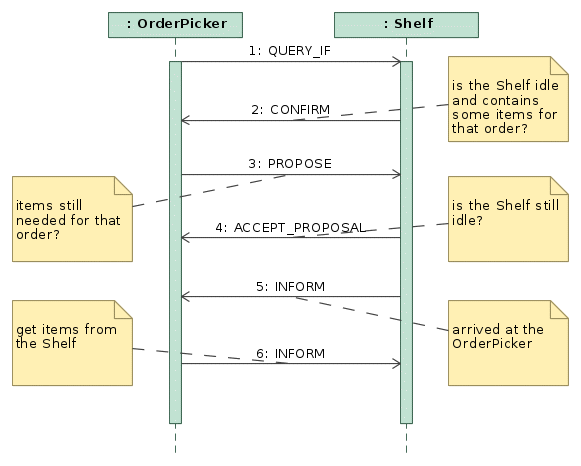 : OrderPicker
: Shelf
1: QUERY_IF
is the Shelf idle
and contains
some items for
that order?
2: CONFIRM
3: PROPOSE
items still
needed for that
order?
is the Shelf still
idle?
4: ACCEPT_PROPOSAL
5: INFORM
get items from
the Shelf
arrived at the
OrderPicker
6: INFORM